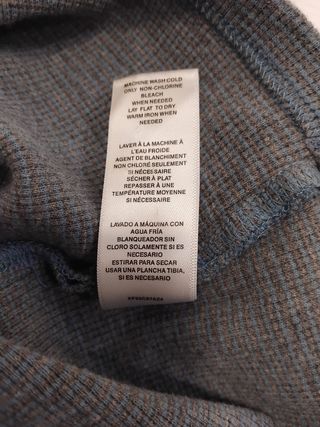 MACHINE WASH COLD
ONLY NON-CHLORINE
BLEACH
WHEN NEEDED
LAY FLAT TO DRY
WARM IRON WHEN
NEEDED
LAVER À LA MACHINE À
L'EAU FROIDE
AGENT DE BLANCHIMENT
NON CHLORÉ SEULEMENT
SI NÉCESSAIRE
SÉCHER À PLAT
REPASSER À UNE
TEMPÉRATURE MOYENNE
SI NÉCESSAIRE
LAVADO A MÁQUINA CON
AGUA FRÍA
BLANQUEADOR SIN
CLORO SOLAMENTE SI ES
NECESARIO
ESTIRAR PARA SECAR
USAR UNA PLANCHA TIBIA,
SI ES NECESARIO